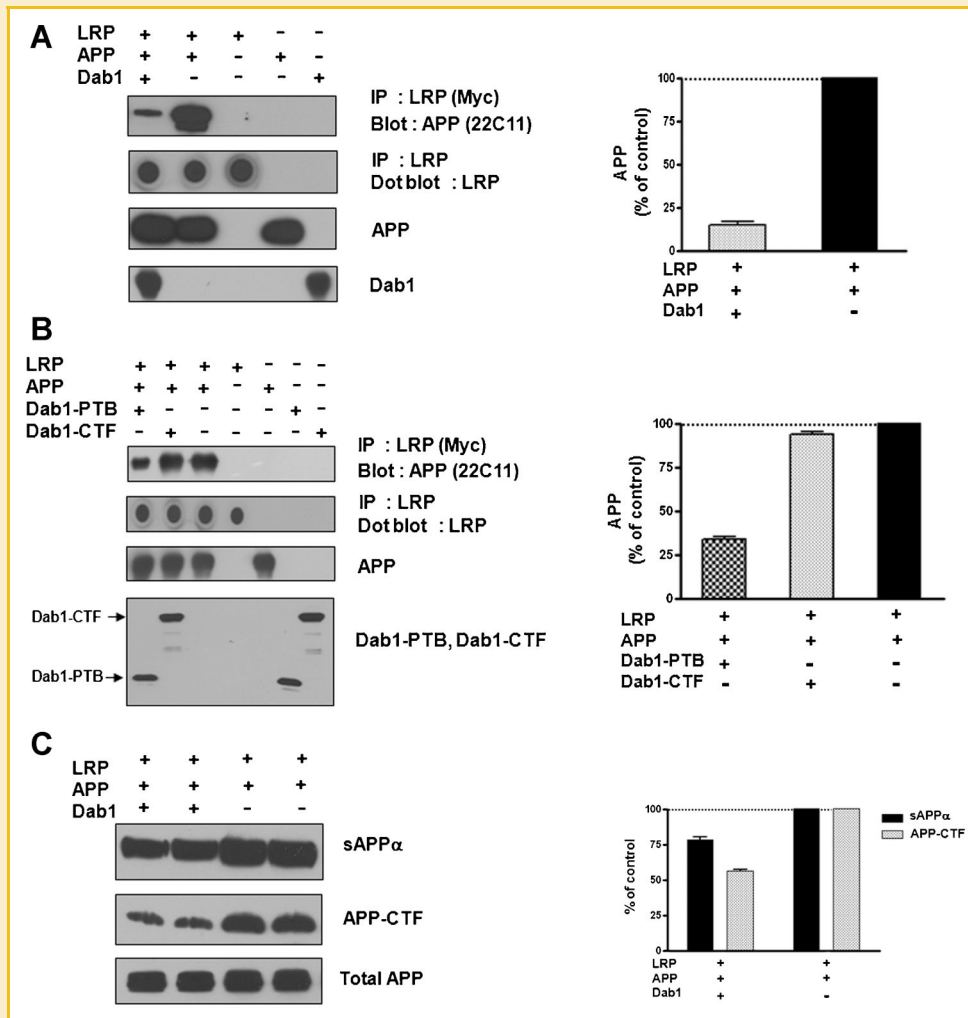 A
LRP + + + - -
APP + + - + -
Dab1 + - - - +
IP : LRP (Myc)
Blot : APP (22C11)
IP : LRP
Dot blot : LRP
APP
Dab1
APP
(% of control)
100
75
50
25
0
LRP + +
APP + +
Dab1 + -
B
LRP + + + + - - -
APP + + + - + - -
Dab1-PTB + - - - - + -
Dab1-CTF - + - - - - +
IP : LRP (Myc)
Blot : APP (22C11)
IP : LRP
Dot blot : LRP
APP
Dab1-CTF
Dab1-PTB
Dab1-PTB, Dab1-CTF
APP
(% of control)
100
75
50
25
0
LRP + + +
APP + + +
Dab1-PTB + - -
Dab1-CTF - + -
C
LRP + + + +
APP + + + +
Dab1 + + - -
sAPPα
APP-CTF
Total APP
% of control
100
75
50
25
0
sAPPα
APP-CTF
LRP + +
APP + +
Dab1 + -